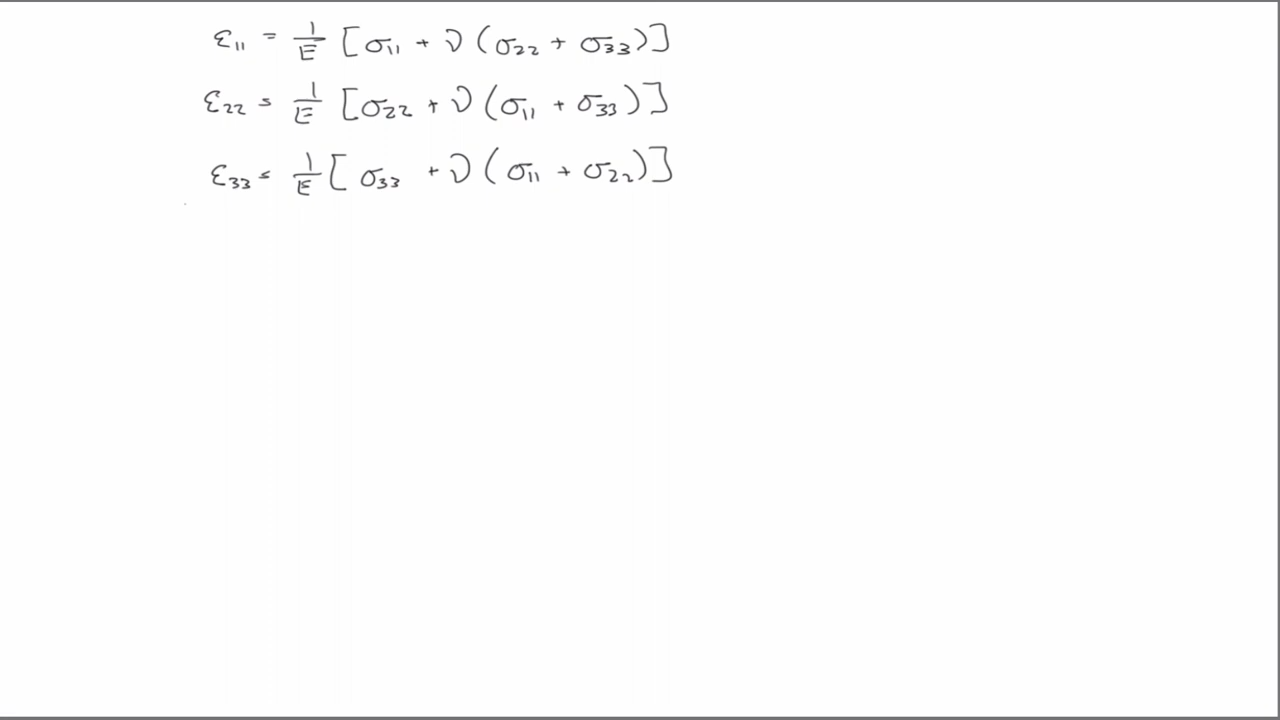 ε₁₁ = 1/E [σ₁₁ + ν (σ₂₂ + σ₃₃)]
ε₂₂ = 1/E [σ₂₂ + ν (σ₁₁ + σ₃₃)]
ε₃₃ = 1/E [σ₃₃ + ν (σ₁₁ + σ₂₂)]